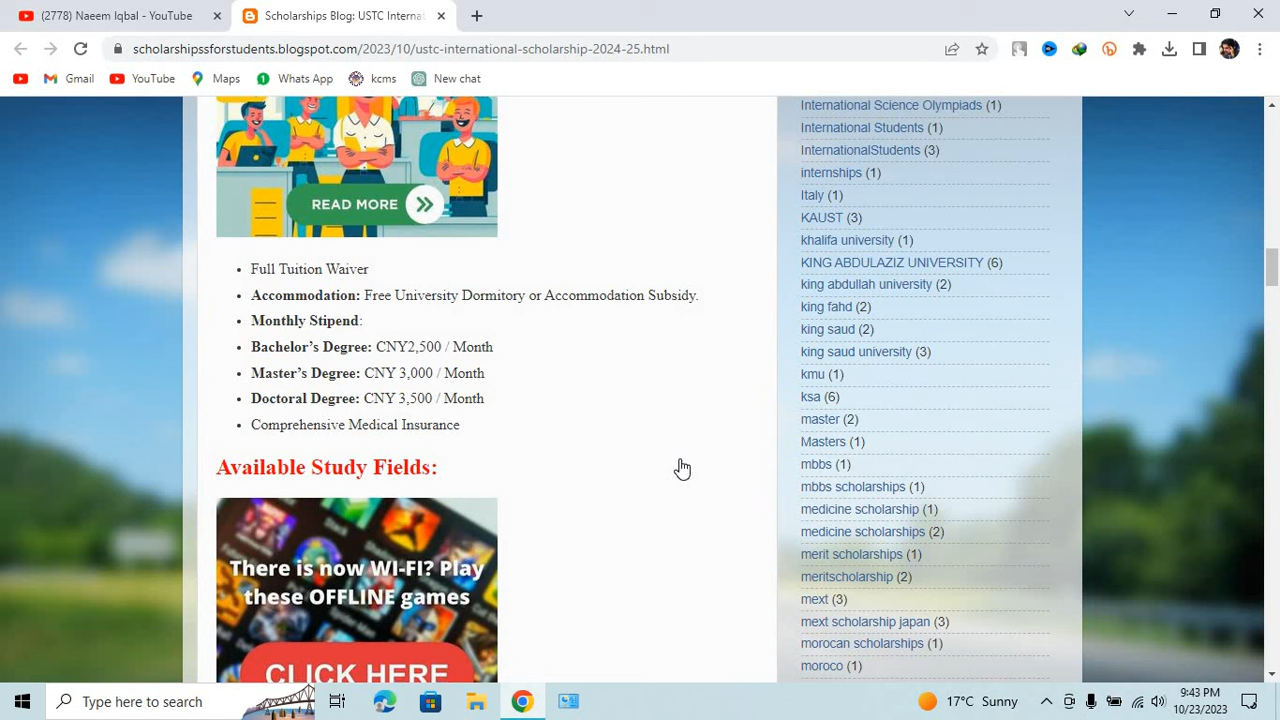 (2778) Naeem Iqbal - YouTube
Scholarships Blog: USTC Interna
scholarshipssforstudents.blogspot.com/2023/10/ustc-international-scholarship-2024-25.html
Gmail
YouTube
Maps
Whats App
kcms
New chat
READ MORE
Full Tuition Waiver
Accommodation: Free University Dormitory or Accommodation Subsidy.
Monthly Stipend:
Bachelor’s Degree: CNY2,500 / Month
Master’s Degree: CNY 3,000 / Month
Doctoral Degree: CNY 3,500 / Month
Comprehensive Medical Insurance
Available Study Fields:
There is now WI-FI? Play
these OFFLINE games
CLICK HERE
International Science Olympiads (1)
International Students (1)
InternationalStudents (3)
internships (1)
Italy (1)
KAUST (3)
khalifa university (1)
KING ABDULAZIZ UNIVERSITY (6)
king abdullah university (2)
king fahd (2)
king saud (2)
king saud university (3)
kmu (1)
ksa (6)
master (2)
Masters (1)
mbbs (1)
mbbs scholarships (1)
medicine scholarship (1)
medicine scholarships (2)
merit scholarships (1)
meritscholarship (2)
mext (3)
mext scholarship japan (3)
morocan scholarships (1)
moroco (1)
Type here to search
17°C Sunny
9:43 PM
10/23/2023